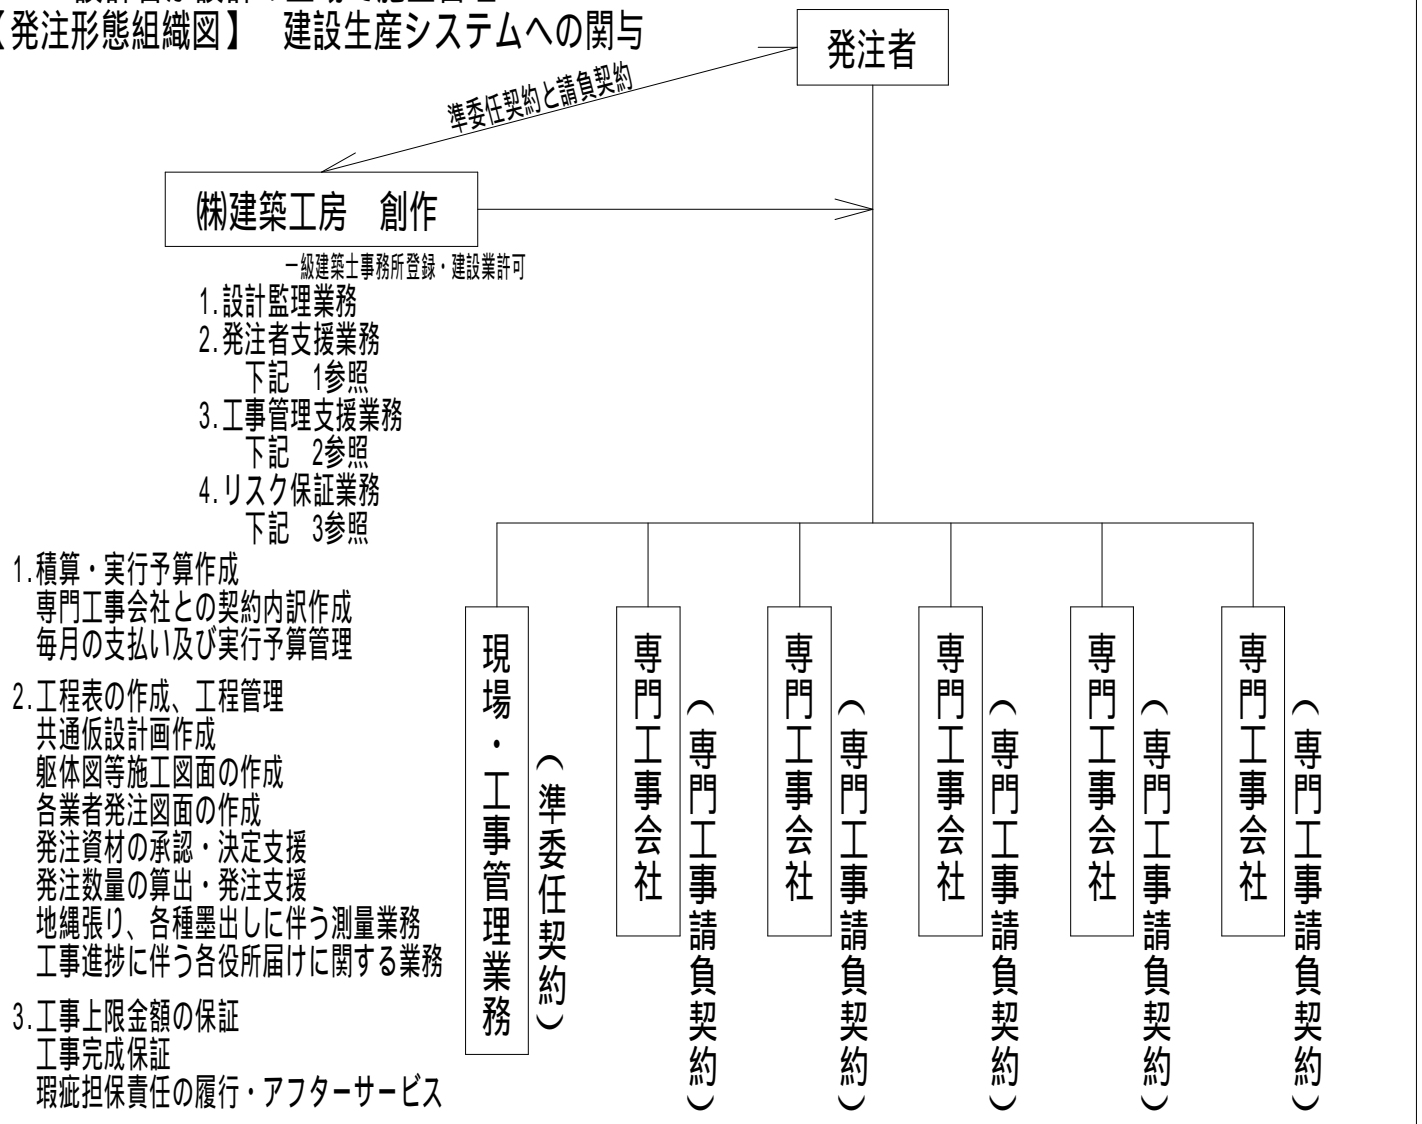 【発注形態組織図】　建設生産システムへの関与
発注者
準委任契約と請負契約
㈱建築工房　創作
一級建築士事務所登録・建設業許可
1.設計監理業務
2.発注者支援業務
下記　1参照
3.工事管理支援業務
下記　2参照
4.リスク保証業務
下記　3参照
1.積算・実行予算作成
専門工事会社との契約内訳作成
毎月の支払い及び実行予算管理
2.工程表の作成、工程管理
共通仮設計画作成
躯体図等施工図面の作成
各業者発注図面の作成
発注資材の承認・決定支援
発注数量の算出・発注支援
地縄張り、各種墨出しに伴う測量業務
工事進捗に伴う各役所届けに関する業務
3.工事上限金額の保証
工事完成保証
瑕疵担保責任の履行・アフターサービス
現場・工事管理業務
（準委任契約）
専門工事会社
（専門工事請負契約）
専門工事会社
（専門工事請負契約）
専門工事会社
（専門工事請負契約）
専門工事会社
（専門工事請負契約）
専門工事会社
（専門工事請負契約）